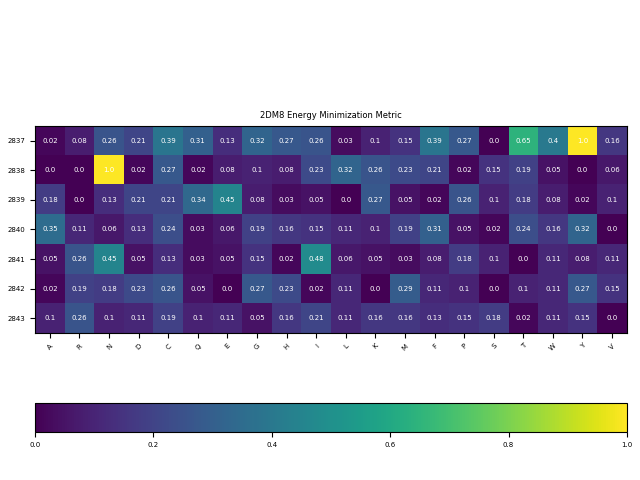 2DM8 Energy Minimization Metric
2837 0.02 0.08 0.26 0.21 0.39 0.31 0.13 0.32 0.27 0.26 0.03 0.1 0.15 0.39 0.27 0.0 0.65 0.4 1.0 0.16
2838 0.0 0.0 1.0 0.02 0.27 0.02 0.08 0.1 0.08 0.23 0.32 0.26 0.23 0.21 0.02 0.15 0.19 0.05 0.0 0.06
2839 0.18 0.0 0.13 0.21 0.21 0.34 0.45 0.08 0.03 0.05 0.0 0.27 0.05 0.02 0.26 0.1 0.18 0.08 0.02 0.1
2840 0.35 0.11 0.06 0.13 0.24 0.03 0.06 0.19 0.16 0.15 0.11 0.1 0.19 0.31 0.05 0.02 0.24 0.16 0.32 0.0
2841 0.05 0.26 0.45 0.05 0.13 0.03 0.05 0.15 0.02 0.48 0.06 0.05 0.03 0.08 0.18 0.1 0.0 0.11 0.08 0.11
2842 0.02 0.19 0.18 0.23 0.26 0.05 0.0 0.27 0.23 0.02 0.11 0.0 0.29 0.11 0.1 0.0 0.1 0.11 0.27 0.15
2843 0.1 0.26 0.1 0.11 0.19 0.1 0.11 0.05 0.16 0.21 0.11 0.16 0.16 0.13 0.15 0.18 0.02 0.11 0.15 0.0
A R N D C Q E G H I L K M F P S T W Y V
0.0 0.2 0.4 0.6 0.8 1.0